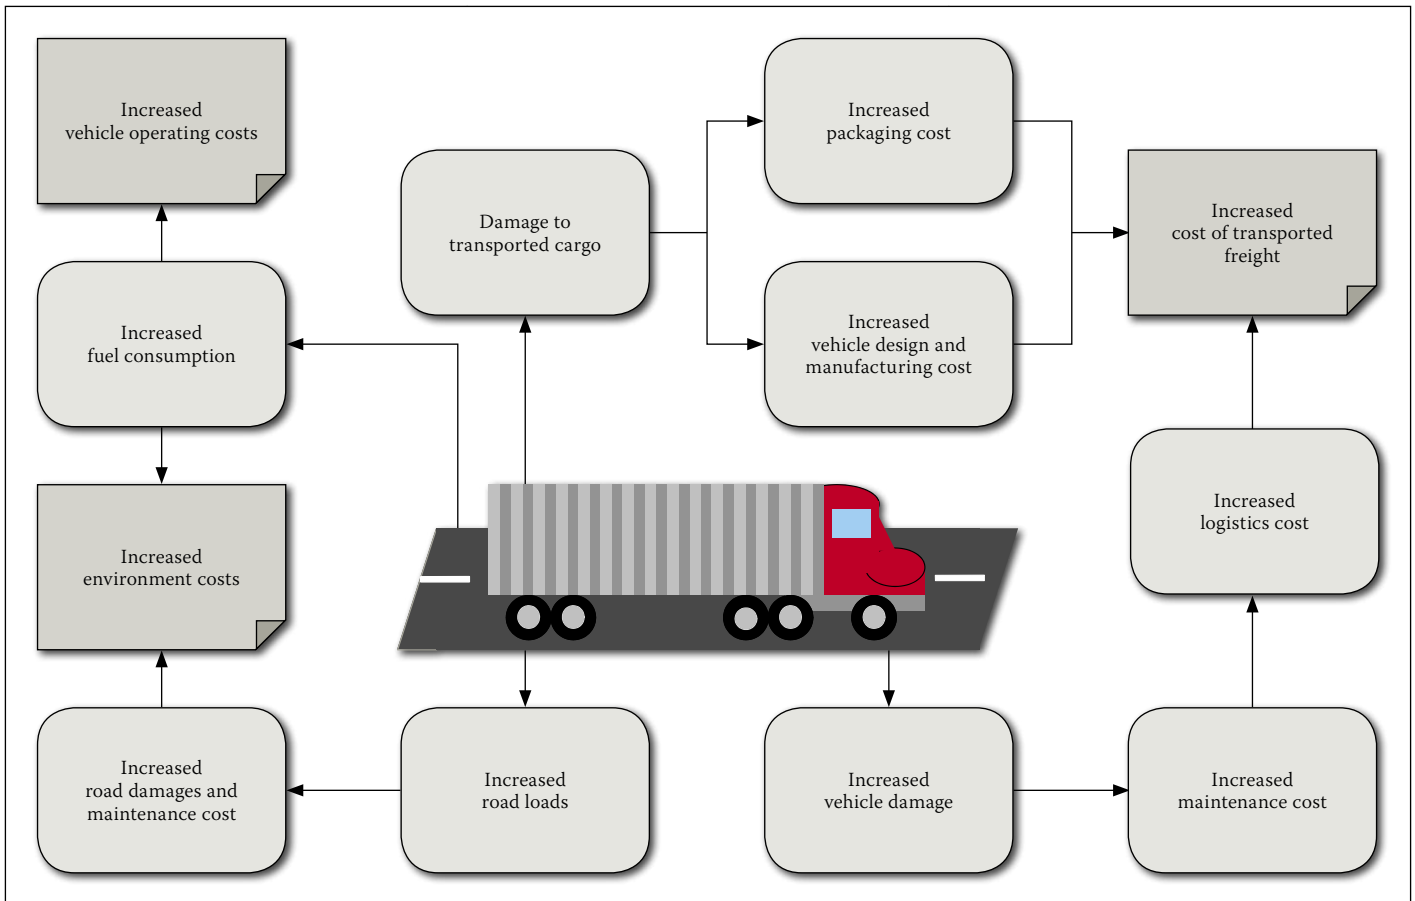 Increased
vehicle operating costs
Increased
packaging cost
Damage to
transported cargo
Increased
cost of transported
freight
Increased
fuel consumption
Increased
vehicle design and
manufacturing cost
Increased
logistics cost
Increased
environment costs
Increased
road damages and
maintenance cost
Increased
road loads
Increased
vehicle damage
Increased
maintenance cost